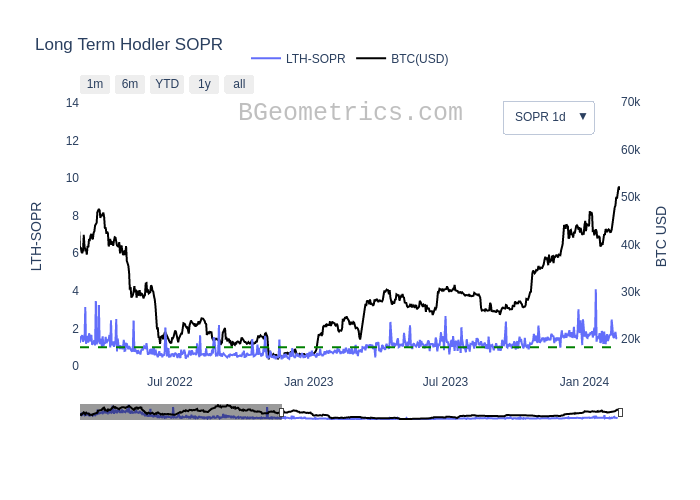 Long Term Hodler SOPR
LTH-SOPR
BTC(USD)
1m
6m
YTD
1y
all
BGeometrics.com
SOPR 1d
14
12
10
8
6
4
2
0
LTH-SOPR
70k
60k
50k
40k
30k
20k
BTC USD
Jul 2022
Jan 2023
Jul 2023
Jan 2024